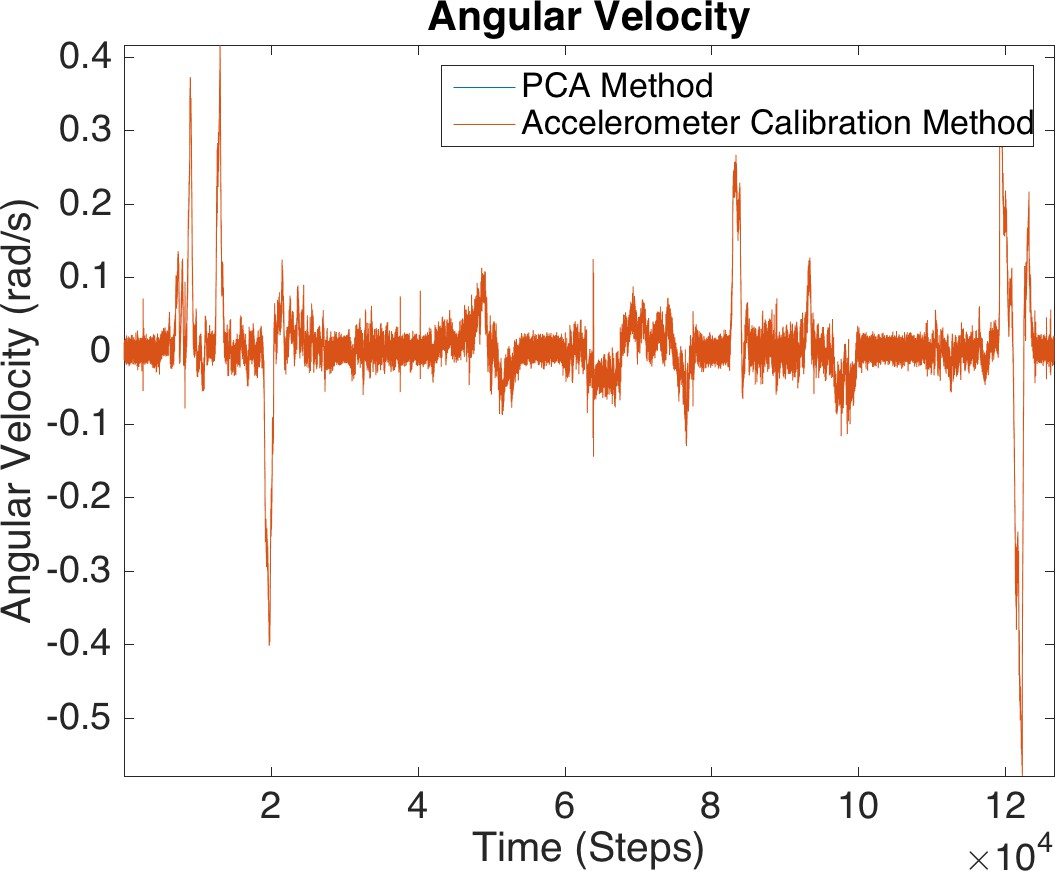 Angular Velocity
PCA Method
Accelerometer Calibration Method
Angular Velocity (rad/s)
0.4
0.3
0.2
0.1
0
-0.1
-0.2
-0.3
-0.4
-0.5
2 4 6 8 10 12
Time (Steps)
×10⁴